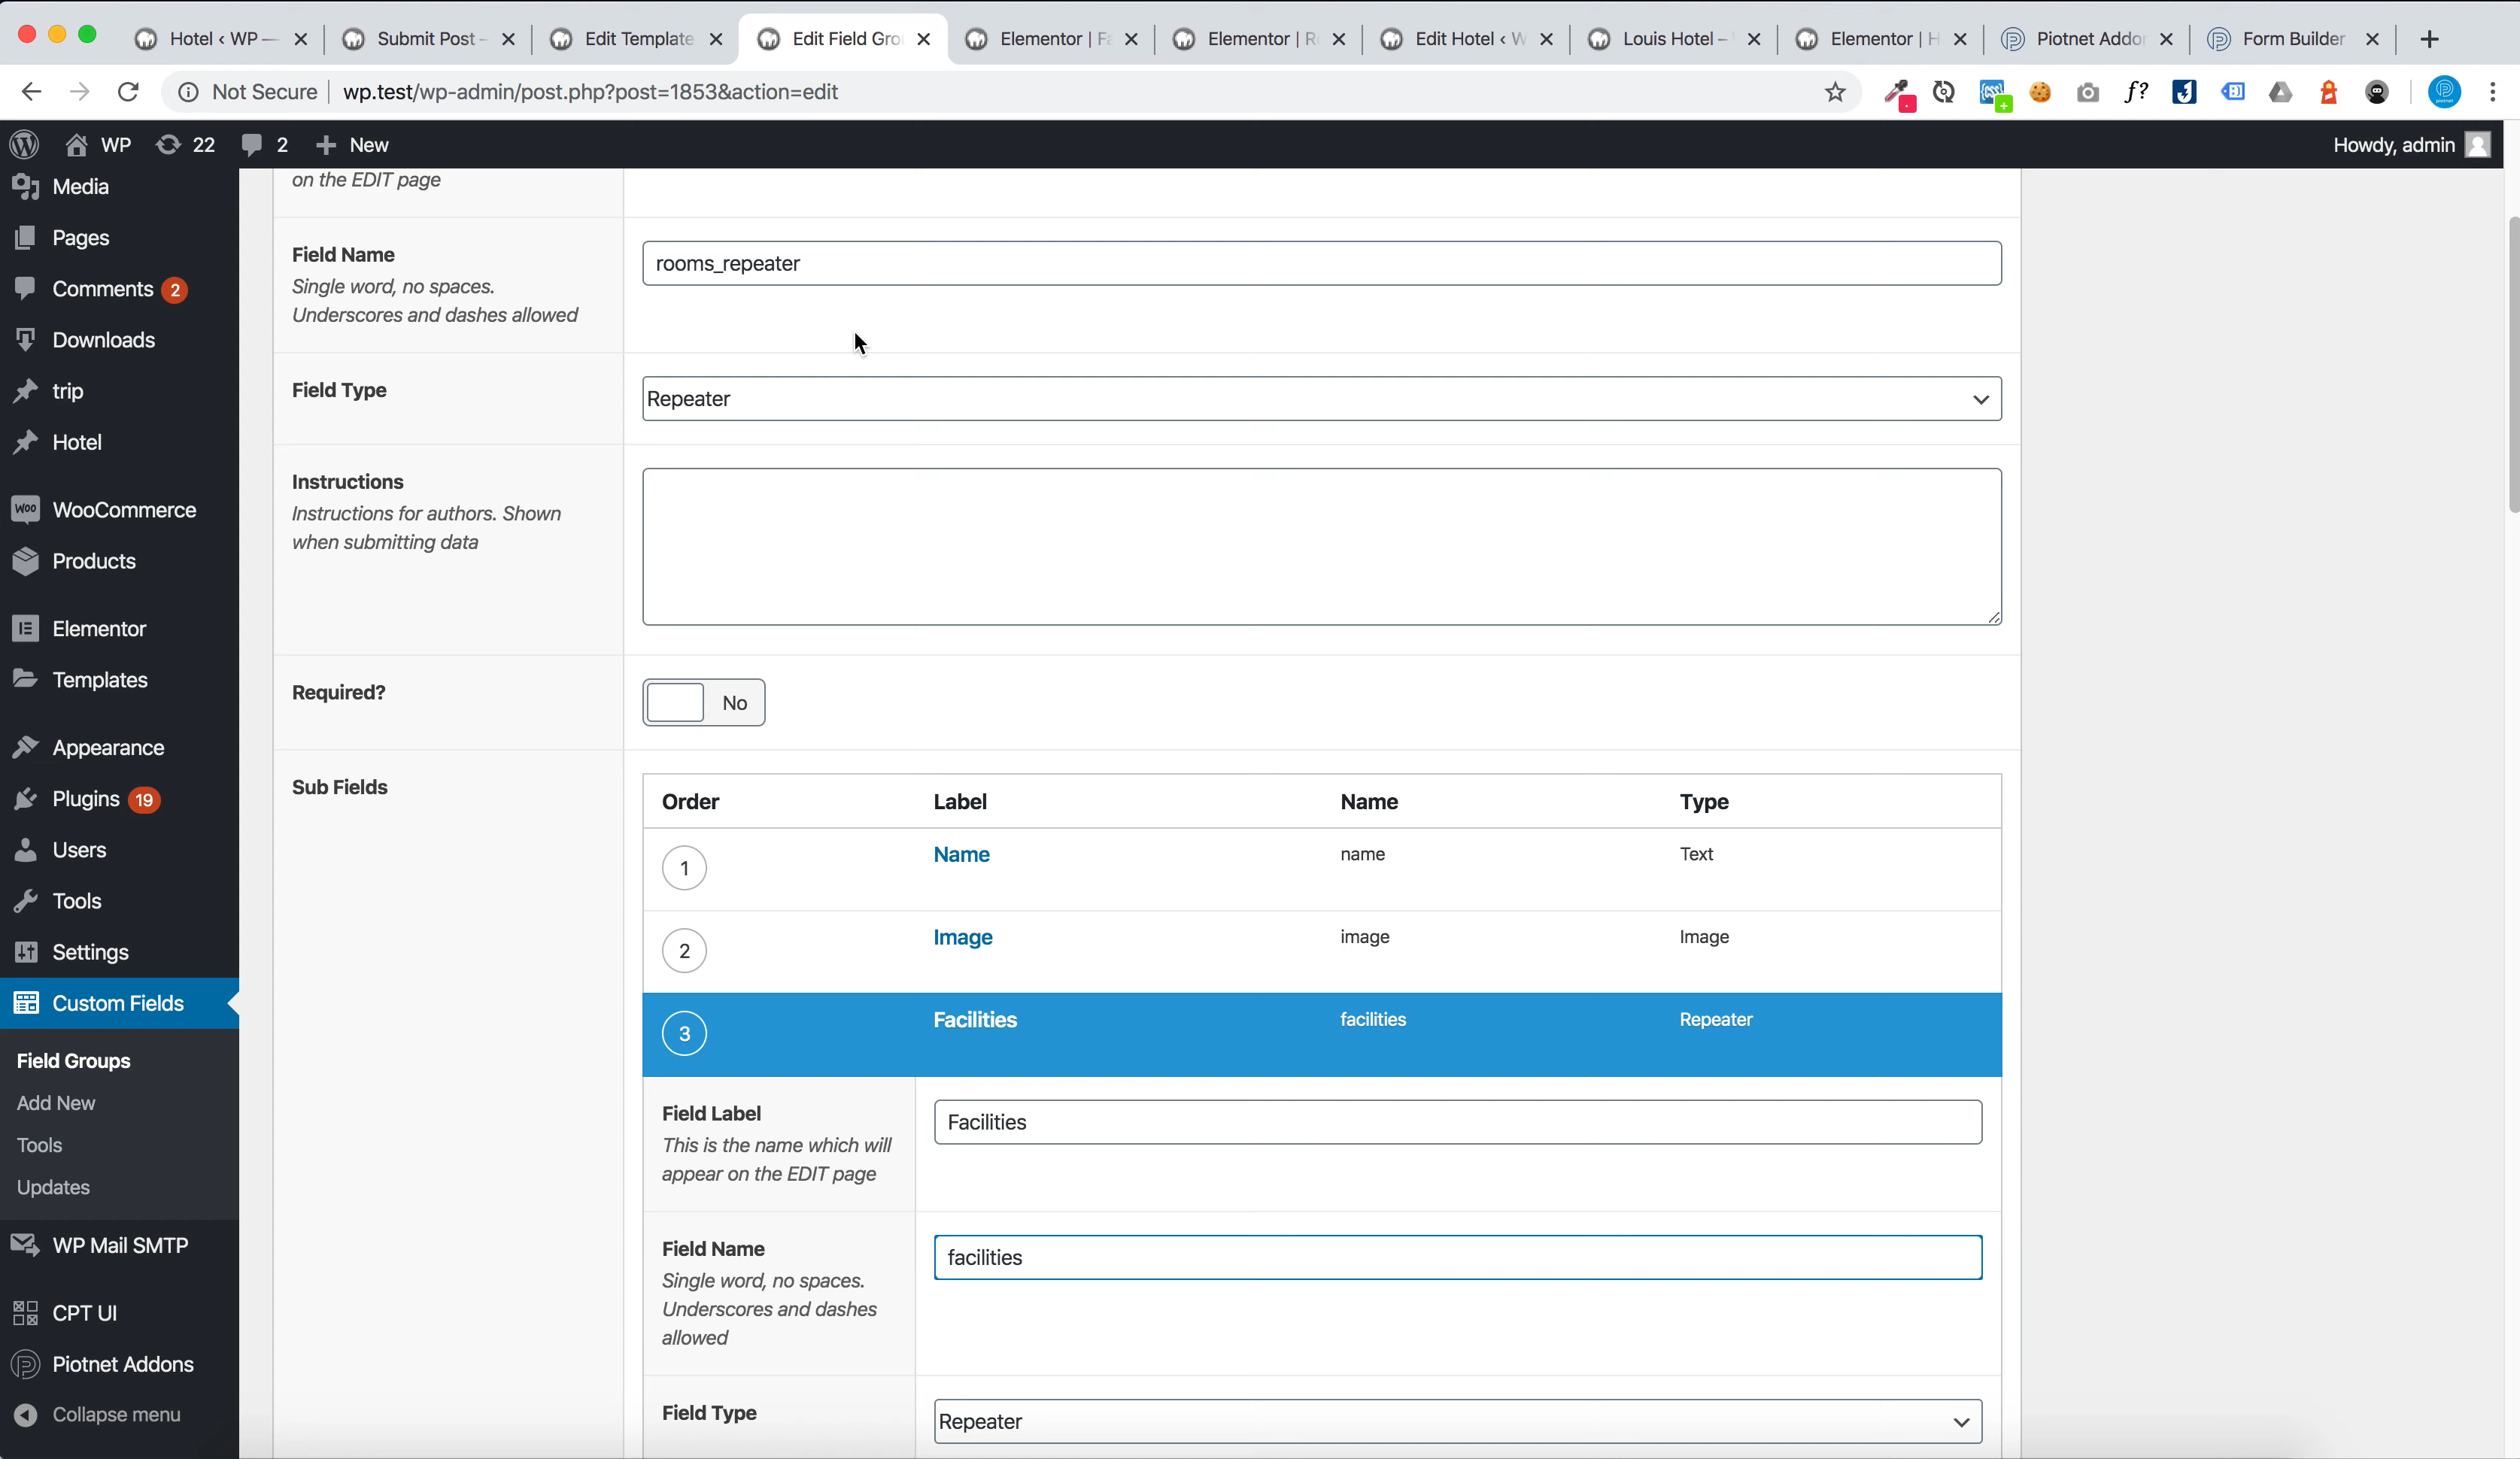 Hotel ‹ WP —
Submit Post –
Edit Template
Edit Field Gro
Elementor | Fa
Elementor | R
Edit Hotel ‹ W
Louis Hotel –
Elementor | H
Piotnet Addo
Form Builder
Not Secure
wp.test/wp-admin/post.php?post=1853&action=edit
f?
WP
22
2
New
Howdy, admin
Media
Pages
Comments 2
Downloads
trip
Hotel
WooCommerce
Products
Elementor
Templates
Appearance
Plugins 19
Users
Tools
Settings
Custom Fields
Field Groups
Add New
Tools
Updates
WP Mail SMTP
CPT UI
Piotnet Addons
Collapse menu
on the EDIT page
Field Name
Single word, no spaces.
Underscores and dashes allowed
rooms_repeater
Field Type
Repeater
Instructions
Instructions for authors. Shown
when submitting data
Required?
No
Sub Fields
Order Label Name Type
1 Name name Text
2 Image image Image
3 Facilities facilities Repeater
Field Label
This is the name which will
appear on the EDIT page
Facilities
Field Name
Single word, no spaces.
Underscores and dashes
allowed
facilities
Field Type
Repeater